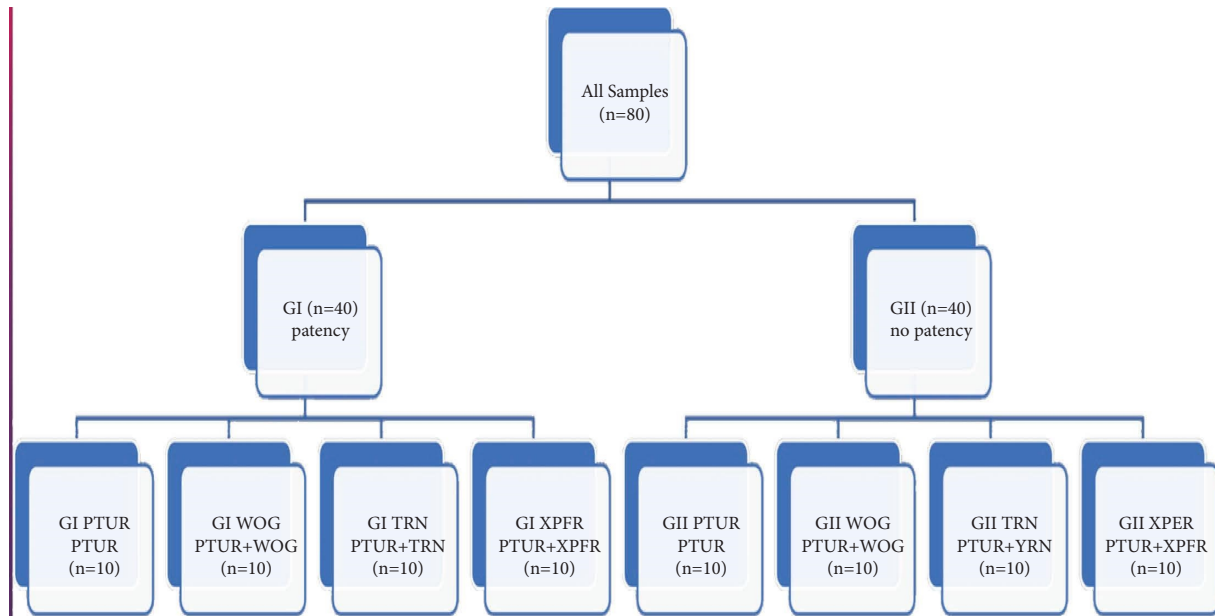 All Samples
(n=80)
GI (n=40)
patency
GII (n=40)
no patency
GI PTUR
PTUR
(n=10)
GI WOG
PTUR+WOG
(n=10)
GI TRN
PTUR+TRN
(n=10)
GI XPFR
PTUR+XPFR
(n=10)
GII PTUR
PTUR
(n=10)
GII WOG
PTUR+WOG
(n=10)
GII TRN
PTUR+YRN
(n=10)
GII XPER
PTUR+XPFR
(n=10)